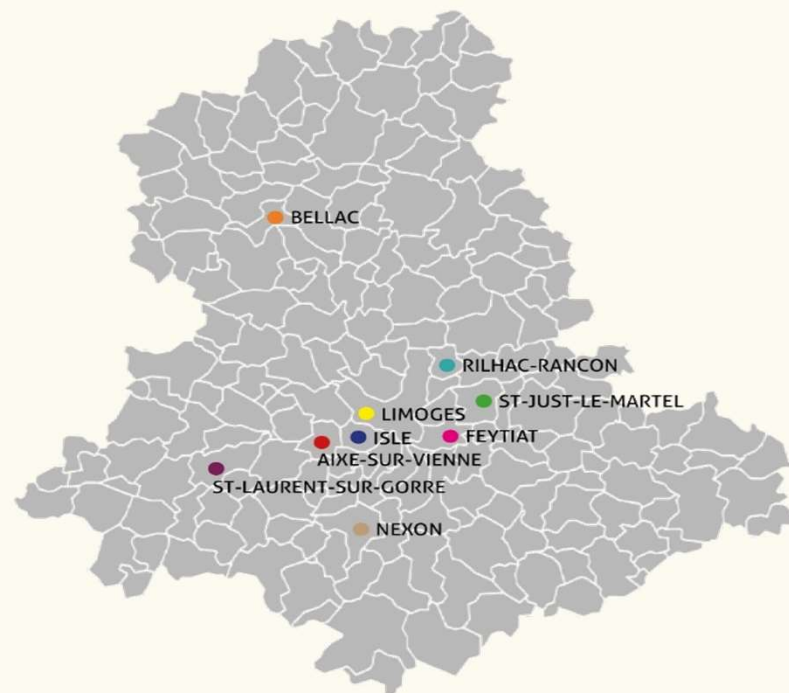 BELLAC
RILHAC-RANCON
ST-JUST-LE-MARTEL
LIMOGES
ISLE
FEYTIAT
AIXE-SUR-VIENNE
ST-LAURENT-SUR-GORRE
NEXON